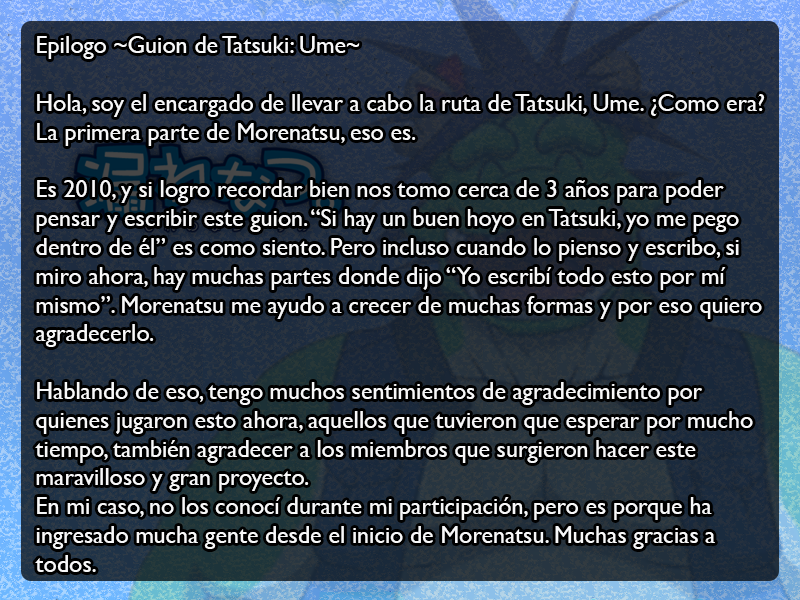 Epilogo ~Guion de Tatsuki: Ume~
Hola, soy el encargado de llevar a cabo la ruta de Tatsuki, Ume. ¿Como era?
La primera parte de Morenatsu, eso es.
漏れなつ。
Es 2010, y si logro recordar bien nos tomo cerca de 3 años para poder
pensar y escribir este guion. “Si hay un buen hoyo en Tatsuki, yo me pego
dentro de él” es como siento. Pero incluso cuando lo pienso y escribo, si
miro ahora, hay muchas partes donde dijo “Yo escribí todo esto por mí
mismo”. Morenatsu me ayudo a crecer de muchas formas y por eso quiero
agradecerlo.
Hablando de eso, tengo muchos sentimientos de agradecimiento por
quienes jugaron esto ahora, aquellos que tuvieron que esperar por mucho
tiempo, también agradecer a los miembros que surgieron hacer este
maravilloso y gran proyecto.
En mi caso, no los conocí durante mi participación, pero es porque ha
ingresado mucha gente desde el inicio de Morenatsu. Muchas gracias a
todos.